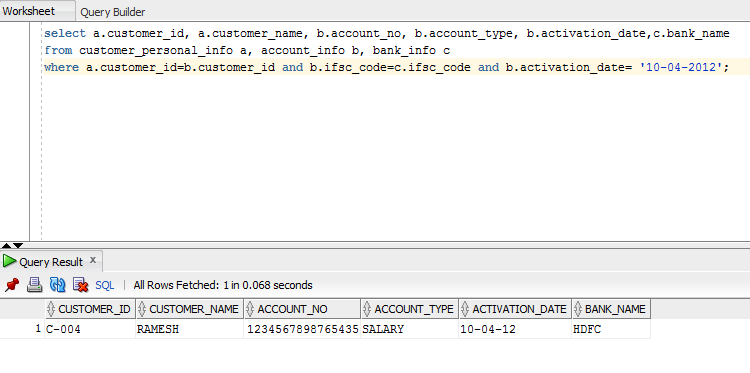 Worksheet Query Builder
select a.customer_id, a.customer_name, b.account_no, b.account_type, b.activation_date,c.bank_name
from customer_personal_info a, account_info b, bank_info c
where a.customer_id=b.customer_id and b.ifsc_code=c.ifsc_code and b.activation_date= '10-04-2012';
Query Result x
SQL | All Rows Fetched: 1 in 0.068 seconds
CUSTOMER_ID CUSTOMER_NAME ACCOUNT_NO ACCOUNT_TYPE ACTIVATION_DATE BANK_NAME
1 C-004 RAMESH 1234567898765435 SALARY 10-04-12 HDFC